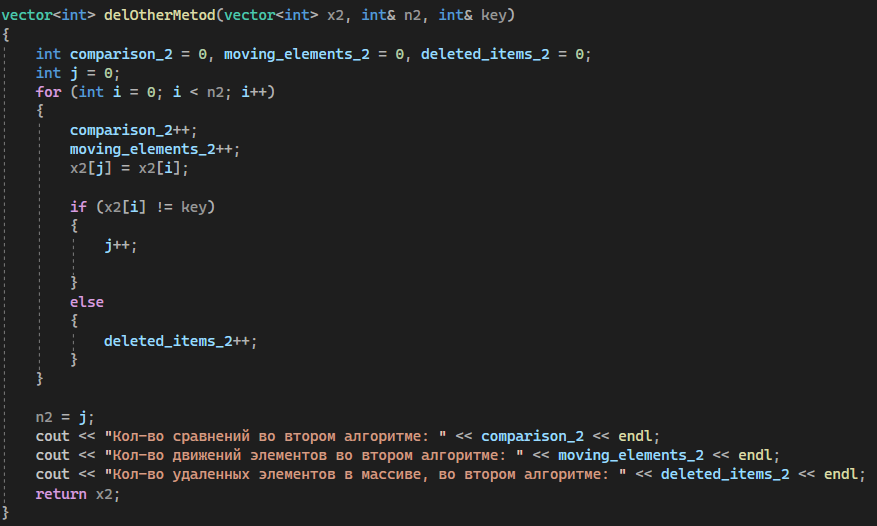 vector<int> delOtherMetod(vector<int> x2, int& n2, int& key)
{
int comparison_2 = 0, moving_elements_2 = 0, deleted_items_2 = 0;
int j = 0;
for (int i = 0; i < n2; i++)
{
comparison_2++;
moving_elements_2++;
x2[j] = x2[i];
if (x2[i] != key)
{
j++;
}
else
{
deleted_items_2++;
}
}
n2 = j;
cout << "Кол-во сравнений во втором алгоритме: " << comparison_2 << endl;
cout << "Кол-во движений элементов во втором алгоритме: " << moving_elements_2 << endl;
cout << "Кол-во удаленных элементов в массиве, во втором алгоритме: " << deleted_items_2 << endl;
return x2;
}